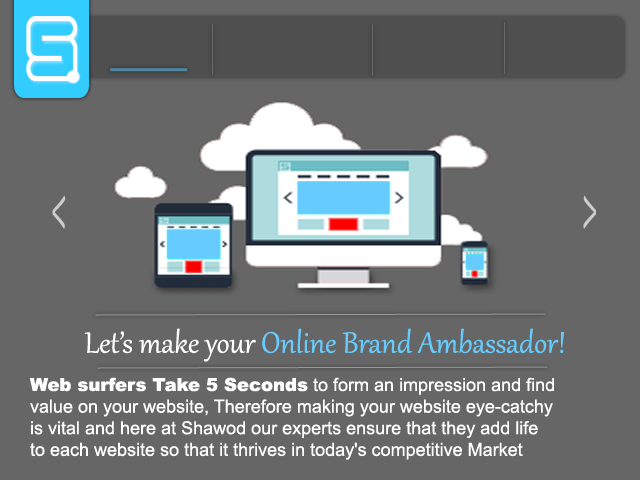 Let's make your Online Brand Ambassador!
Web surfers Take 5 Seconds to form an impression and find
value on your website, Therefore making your website eye-catchy
is vital and here at Shawod our experts ensure that they add life
to each website so that it thrives in today's competitive Market